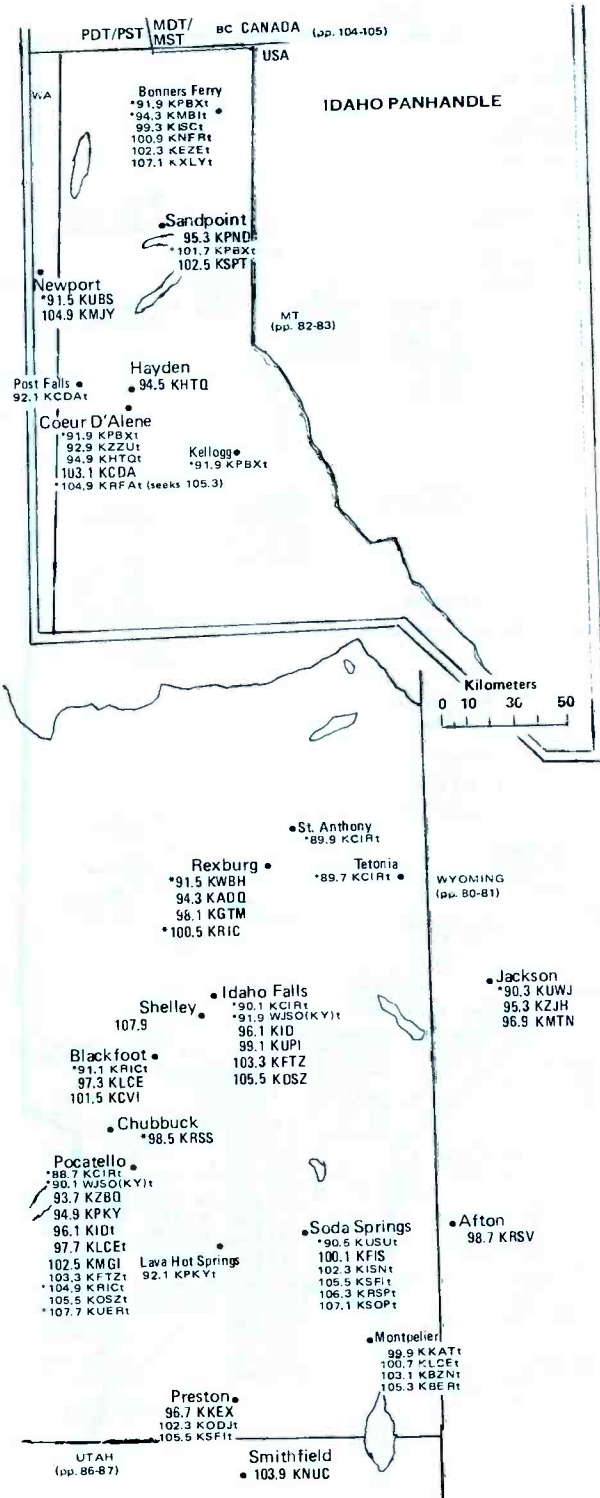 PDT/PST MDT/ MST BC CANADA (pp. 104-105)
USA
WA
IDAHO PANHANDLE
Bonners Ferry
*91.9 KPBXt
*94.3 KMBIt
99.3 KISCt
100.9 KNFRt
102.3 KEZEt
107.1 KXLYt
Sandpoint
95.3 KPND
*101.7 KPBXt
102.5 KSPT
Newport
*91.5 KUBS
104.9 KMJY
MT
(pp. 82-83)
Hayden
94.5 KHTQ
Post Falls
92.1 KCDAt
Coeur D'Alene
*91.9 KPBXt
92.9 KZZUt
94.9 KHTQt
103.1 KCDA
*104.9 KRFAt (seeks 105.3)
Kellogg
*91.9 KPBXt
Kilometers
0 10 30 50
St. Anthony
*89.9 KCIRt
Rexburg
*91.5 KWBH
94.3 KADQ
98.1 KGTM
*100.5 KRIC
Tetonia
*89.7 KCIRt
WYOMING
(pp. 80-81)
Jackson
*90.3 KUWJ
95.3 KZJH
96.9 KMTN
Idaho Falls
*90.1 KCIRt
*91.9 WJSO(KY)t
96.1 KID
99.1 KUPI
103.3 KFTZ
105.5 KOSZ
Shelley
107.9
Blackfoot
*91.1 KRICt
97.3 KLCE
101.5 KCVI
Chubbuck
*98.5 KRSS
Pocatello
*88.7 KCIRt
*90.1 WJSO(KY)t
93.7 KZBQ
94.9 KPKY
96.1 KIDt
97.7 KLCEt
102.5 KMGI
103.3 KFTZt
*104.9 KRICt
105.5 KOSZt
*107.7 KUERt
Lava Hot Springs
92.1 KPKYt
Soda Springs
*90.5 KUSUt
100.1 KFIS
102.3 KISNt
105.5 KSFIt
106.3 KRSPt
107.1 KSOPt
Afton
98.7 KRSV
Montpelier
99.9 KKATt
100.7 KLCEt
103.1 KBZNt
105.3 KBERt
Preston
96.7 KKEX
102.3 KODJt
105.5 KSFIt
UTAH
(pp. 86-87)
Smithfield
103.9 KNUC